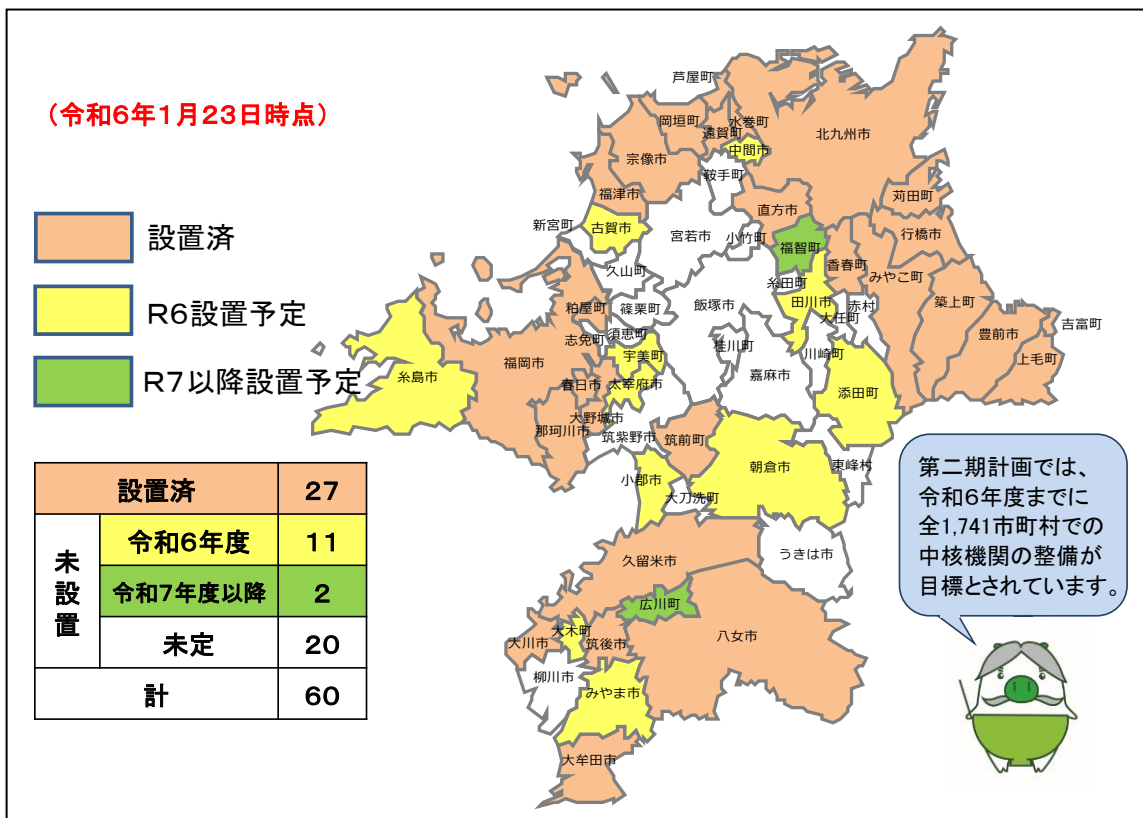 （令和6年1月23日時点）
設置済
R6設置予定
R7以降設置予定
設置済 27
未設置
令和6年度 11
令和7年度以降 2
未定 20
計 60
芦屋町
岡垣町
遠賀町
水巻町
北九州市
中間市
宗像市
鞍手町
福津市
直方市
苅田町
新宮町
古賀市
宮若市
小竹町
福智町
行橋市
香春町
みやこ町
久山町
糸田町
粕屋町
篠栗町
飯塚市
田川市
赤村
築上町
大任町
須恵町
志免町
吉富町
豊前市
福岡市
宇美町
桂川町
川崎町
上毛町
糸島市
春日市
太宰府市
嘉麻市
添田町
大野城市
那珂川市
筑紫野市
筑前町
朝倉市
東峰村
小郡市
大刀洗町
久留米市
うきは市
広川町
大木町
大川市
筑後市
八女市
柳川市
みやま市
大牟田市
第二期計画では、
令和6年度までに
全1,741市町村での
中核機関の整備が
目標とされています。